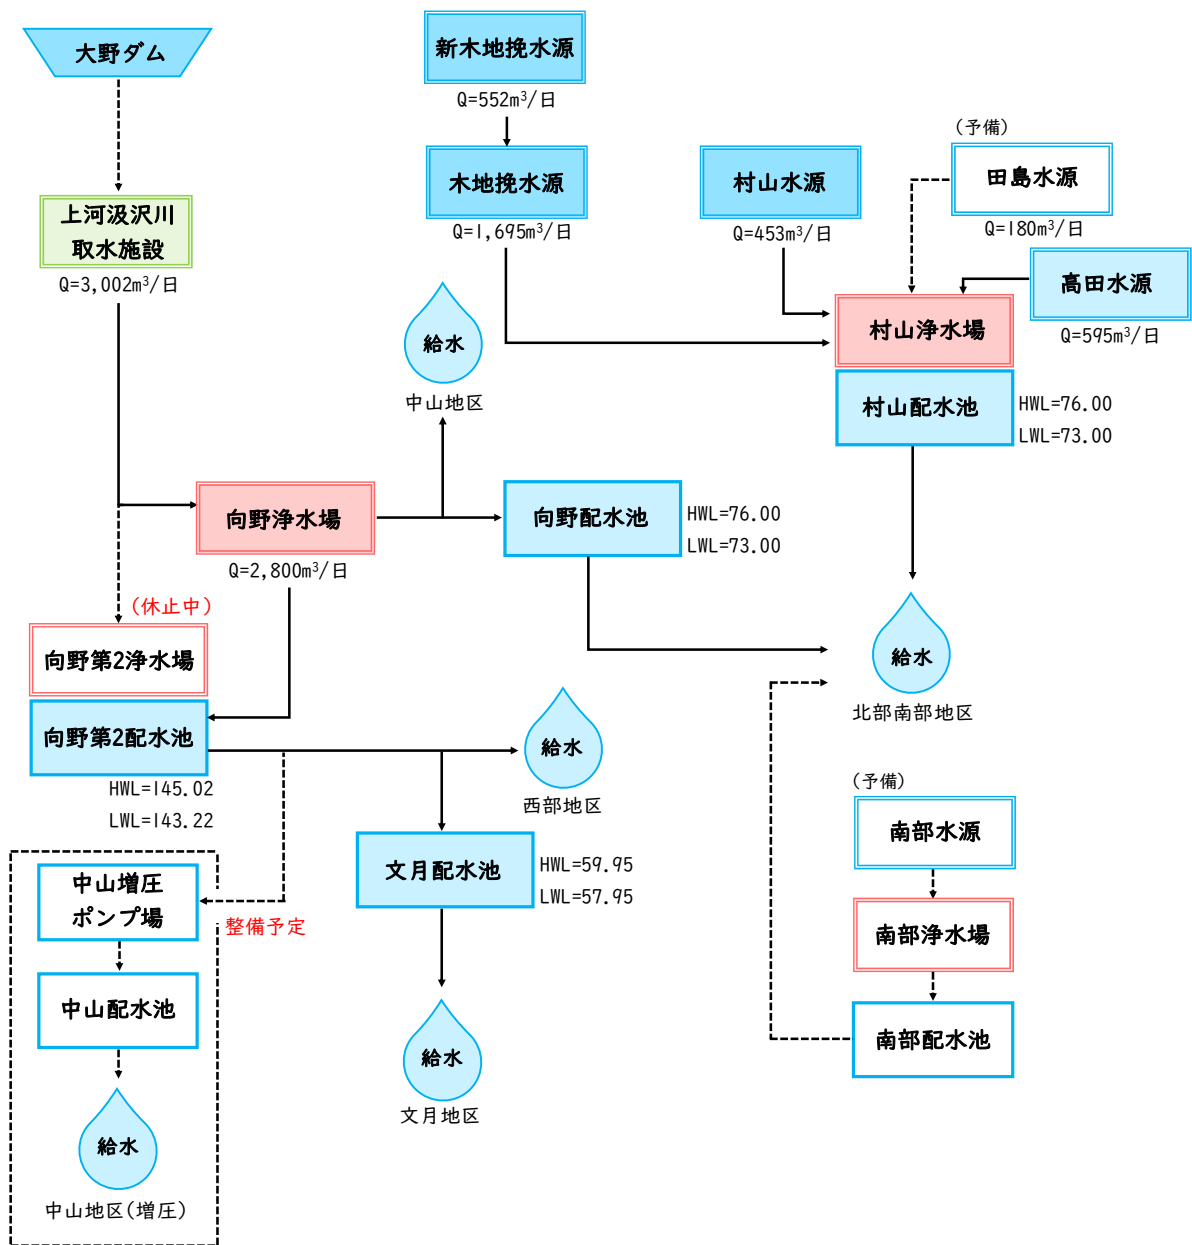 大野ダム
新木地挽水源
Q=552m³/日
(予備)
木地挽水源
Q=1,695m³/日
村山水源
Q=453m³/日
田島水源
Q=180m³/日
上河汲沢川
取水施設
Q=3,002m³/日
高田水源
Q=595m³/日
村山浄水場
給水
中山地区
村山配水池
HWL=76.00
LWL=73.00
向野浄水場
Q=2,800m³/日
向野配水池
HWL=76.00
LWL=73.00
(休止中)
向野第2浄水場
向野第2配水池
HWL=145.02
LWL=143.22
給水
北部南部地区
給水
西部地区
(予備)
南部水源
文月配水池
HWL=59.95
LWL=57.95
中山増圧
ポンプ場
整備予定
南部浄水場
中山配水池
南部配水池
給水
文月地区
給水
中山地区(増圧)